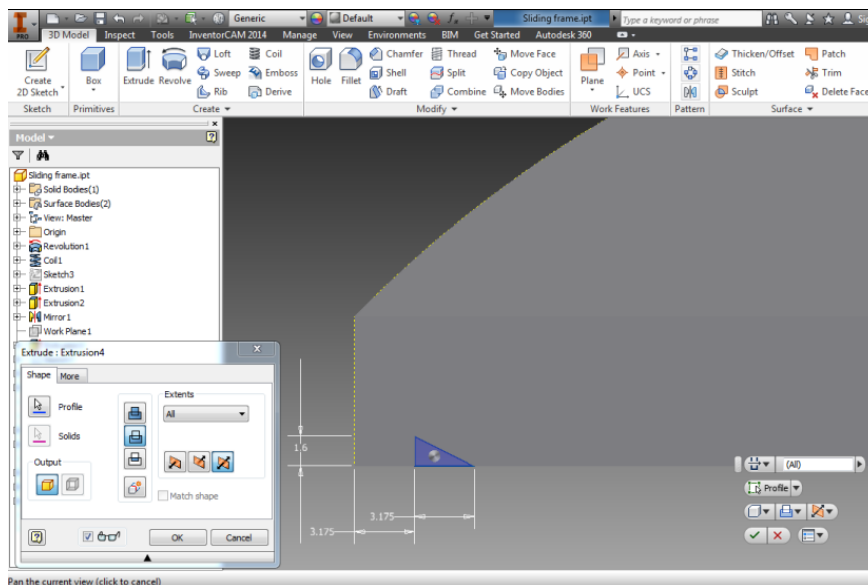 PRO Generic Default Sliding frame.ipt Type a keyword or phrase
3D Model Inspect Tools InventorCAM Manage View Environments BIM Get Started Autodesk 360
Loft Coil Chamfer Thread Move Face Axis Thicken/Offset Patch
Create 2D Sketch Box Extrude Revolve Sweep Emboss Hole Fillet Shell Split Copy Object Plane Point Stitch Trim
Rib Derive Draft Combine Move Bodies UCS Sculpt Delete Face
Sketch Primitives Create Modify Work Features Pattern Surface
Model
Sliding frame.ipt
Solid Bodies(1)
Surface Bodies(2)
View: Master
Origin
Revolution1
Coil1
Sketch3
Extrusion1
Extrusion2
Mirror1
Work Plane1
Extrude : Extrusion4
Shape More
Profile
Solids
Output
Extents
All
Match shape
OK Cancel
1.6
3.175
3.175
(All)
Profile
Pan the current view (click to cancel)